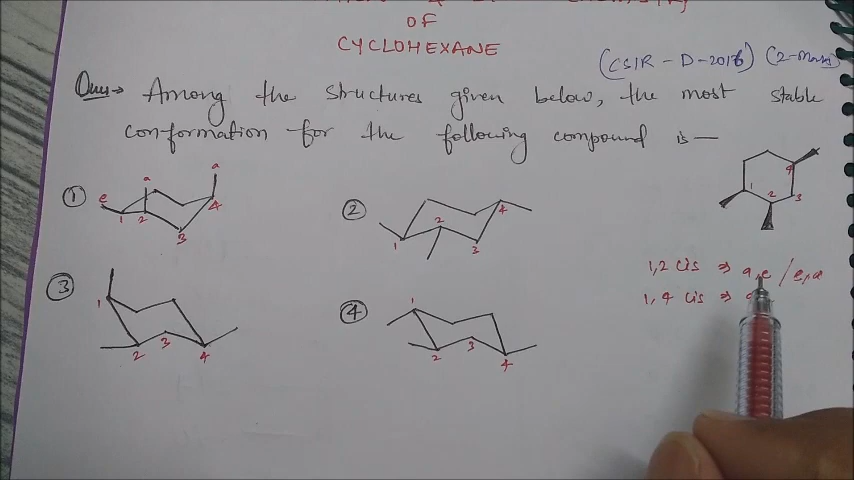 OF
CYCLOHEXANE
(CSIR - D - 2016) (2-Marks)
Ques → Among the structures given below, the most stable
conformation for the following compound is —
① e a a 1 2 3 4
② 1 2 3 4
1 2 3 4
③ 1 2 3 4
④ 1 2 3 4
1,2 cis ⇒ a,e / e,a
1,4 cis ⇒